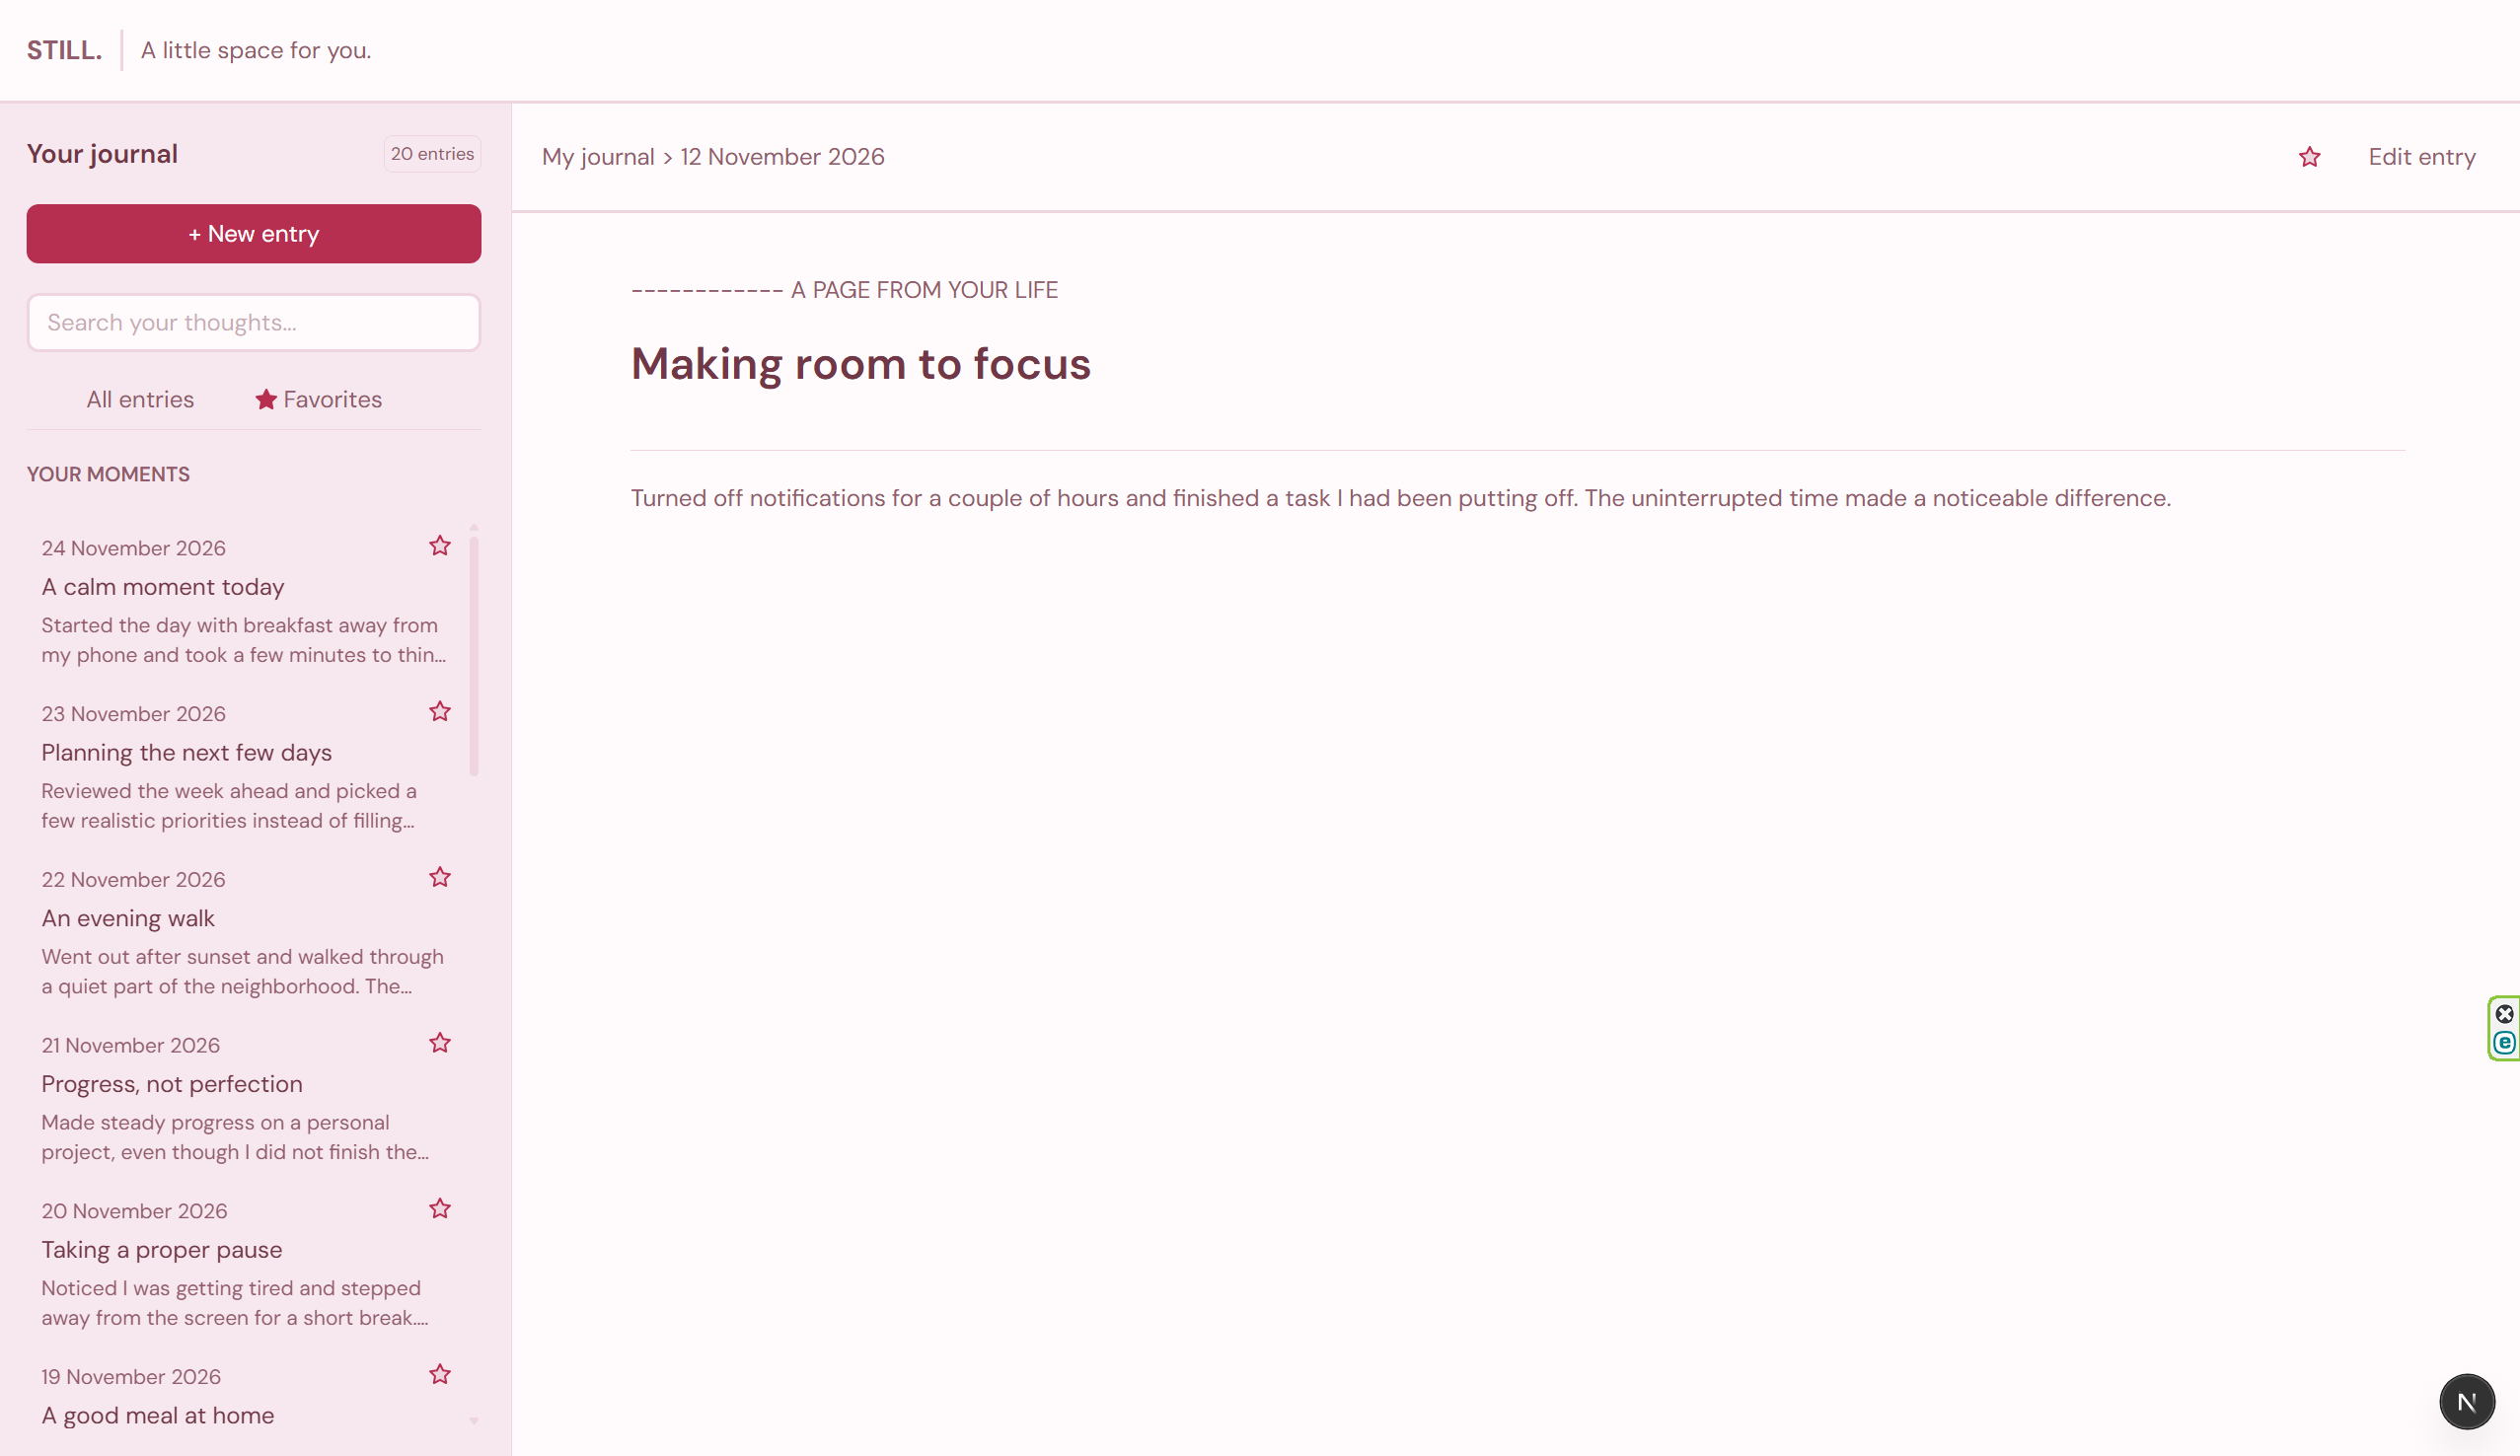 STILL. A little space for you.
Your journal
20 entries
+ New entry
Search your thoughts...
All entries
Favorites
YOUR MOMENTS
24 November 2026
A calm moment today
Started the day with breakfast away from
my phone and took a few minutes to thin...
23 November 2026
Planning the next few days
Reviewed the week ahead and picked a
few realistic priorities instead of filling...
22 November 2026
An evening walk
Went out after sunset and walked through
a quiet part of the neighborhood. The...
21 November 2026
Progress, not perfection
Made steady progress on a personal
project, even though I did not finish the...
20 November 2026
Taking a proper pause
Noticed I was getting tired and stepped
away from the screen for a short break....
19 November 2026
A good meal at home
My journal > 12 November 2026
Edit entry
------------ A PAGE FROM YOUR LIFE
Making room to focus
Turned off notifications for a couple of hours and finished a task I had been putting off. The uninterrupted time made a noticeable difference.
e
N